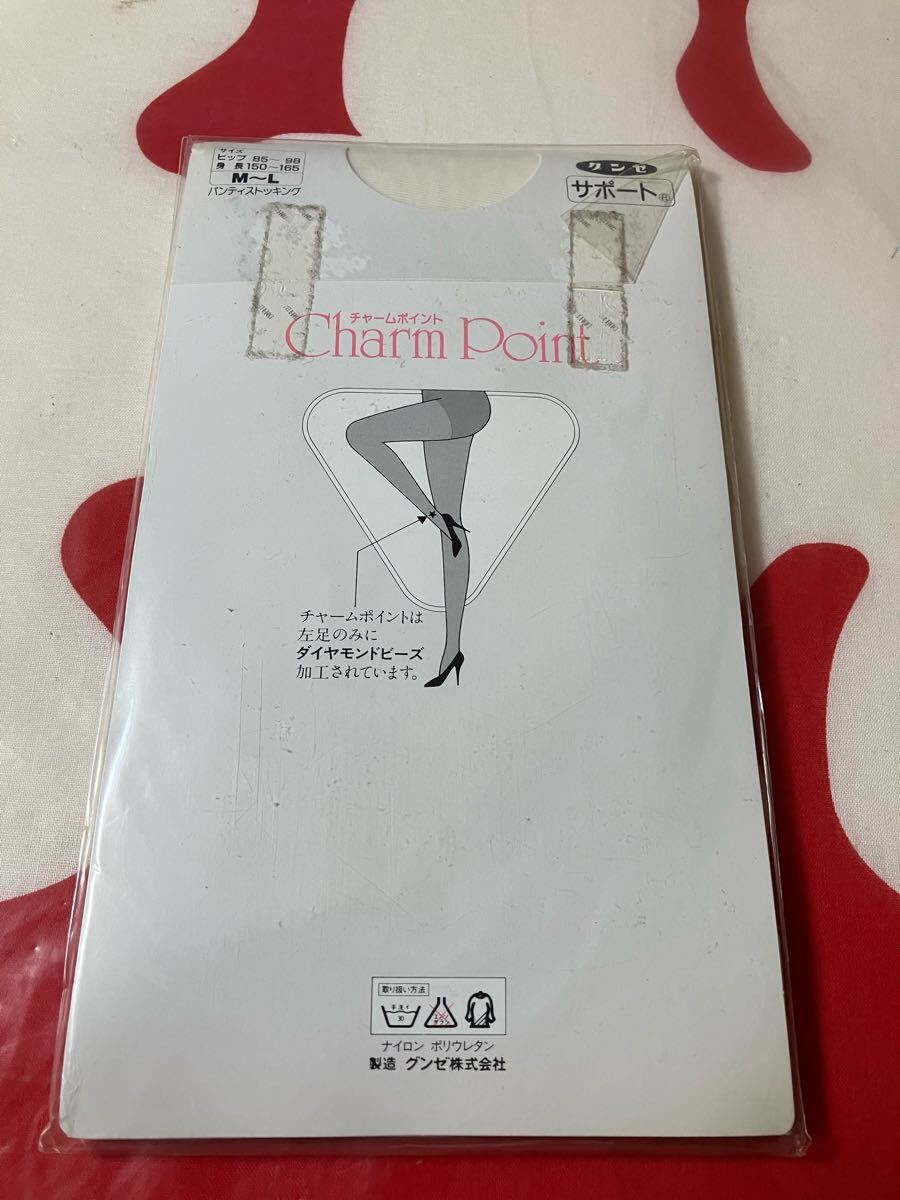 サイズ
ヒップ 85〜98
身長 150〜165
M〜L
パンティストッキング
グンゼ
サポート®
チャームポイント
Charm Point
チャームポイントは
左足のみに
ダイヤモンドビーズ
加工されています。
取り扱い方法
手洗イ
30
ナイロン ポリウレタン
製造 グンゼ株式会社